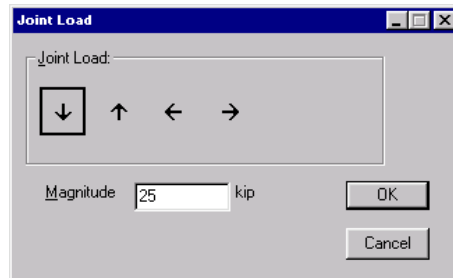 Joint Load
Joint Load:
↓ ↑ ← →
Magnitude 25 kip
OK
Cancel